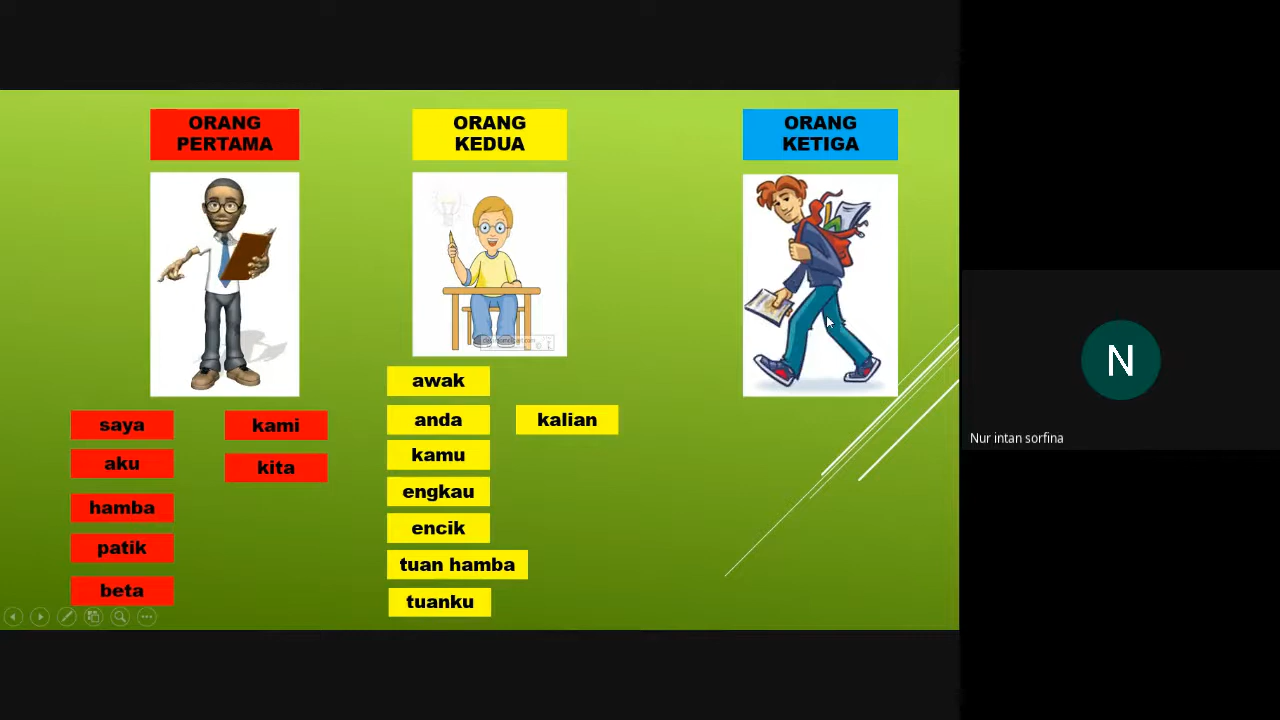 ORANG
PERTAMA
saya
aku
hamba
patik
beta
kami
kita
ORANG
KEDUA
awak
anda
kamu
engkau
encik
tuan hamba
tuanku
kalian
ORANG
KETIGA
N
Nur intan sorfina